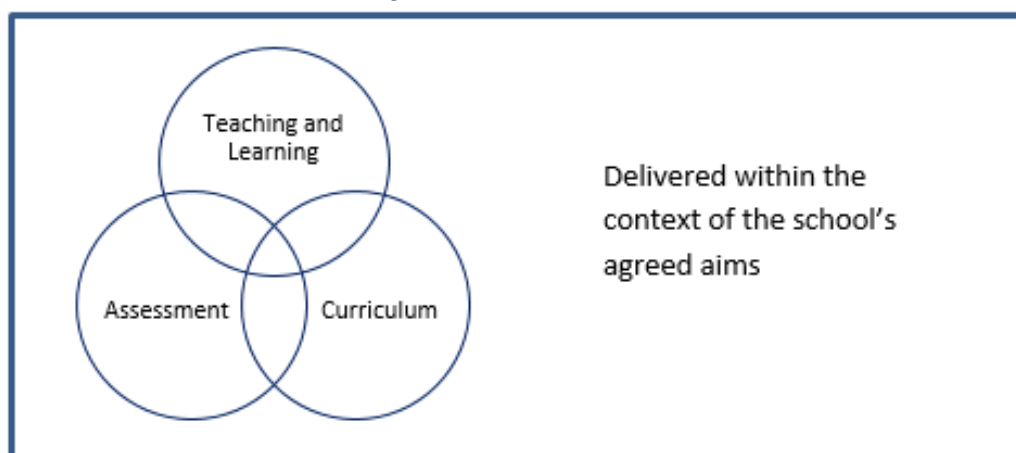 Teaching and
Learning
Delivered within the
context of the school's
agreed aims
Assessment
Curriculum